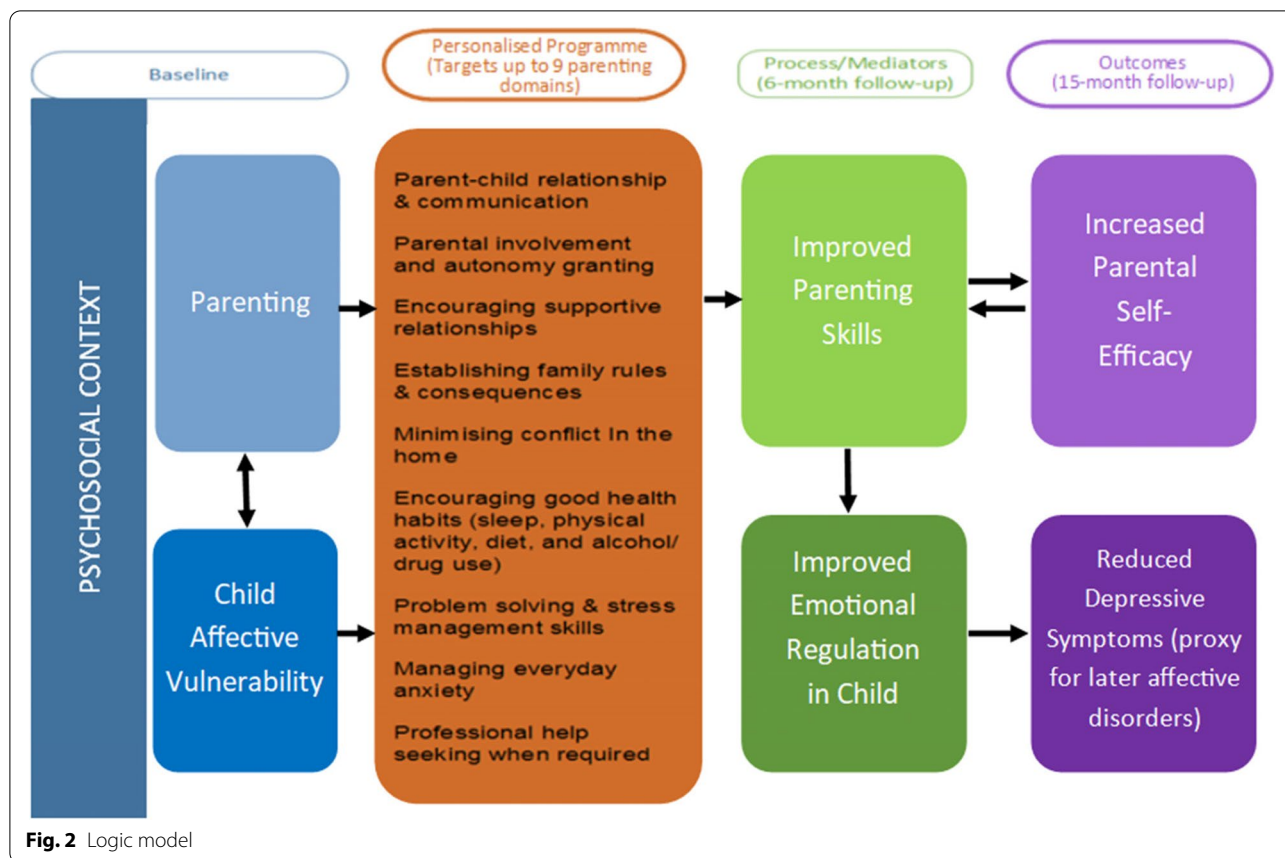 Baseline
Personalised Programme
(Targets up to 9 parenting
domains)
Process/Mediators
(6-month follow-up)
Outcomes
(15-month follow-up)
PSYCHOSOCIAL CONTEXT
Parenting
Child
Affective
Vulnerability
Parent-child relationship
& communication
Parental involvement
and autonomy granting
Encouraging supportive
relationships
Establishing family rules
& consequences
Minimising conflict In the
home
Encouraging good health
habits (sleep, physical
activity, diet, and alcohol/
drug use)
Problem solving & stress
management skills
Managing everyday
anxiety
Professional help
seeking when required
Improved
Parenting
Skills
Improved
Emotional
Regulation
in Child
Increased
Parental
Self-
Efficacy
Reduced
Depressive
Symptoms (proxy
for later affective
disorders)
Fig. 2 Logic model